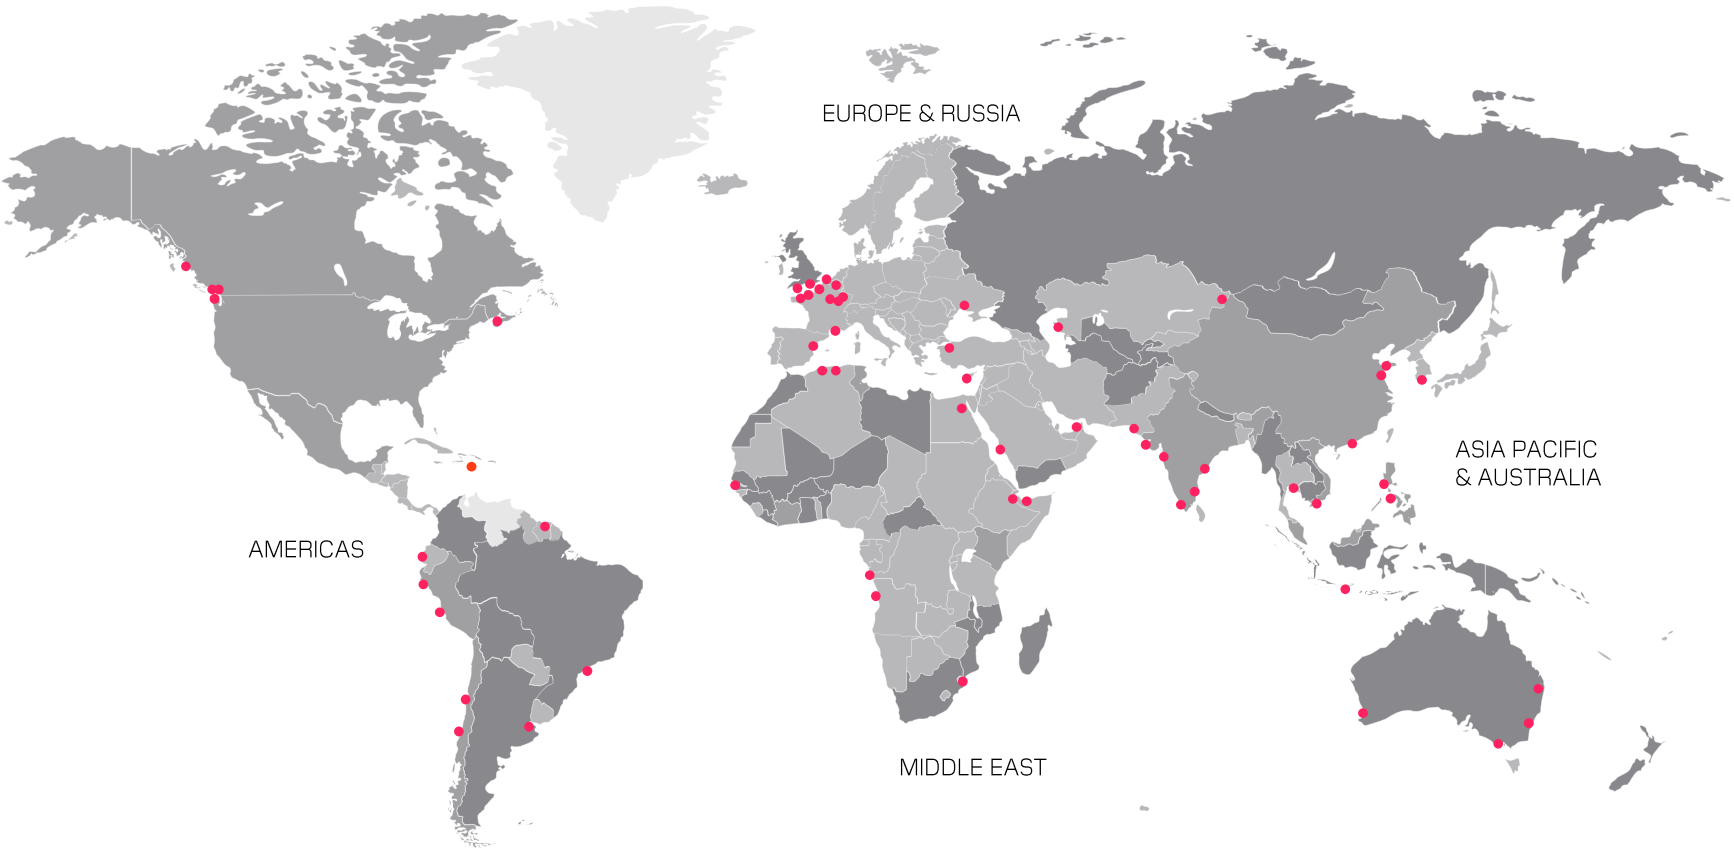 EUROPE & RUSSIA
ASIA PACIFIC
& AUSTRALIA
AMERICAS
MIDDLE EAST